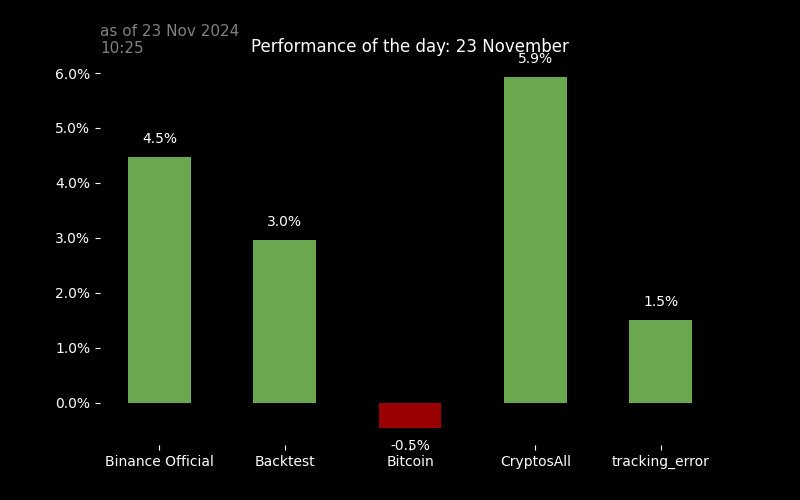 as of 23 Nov 2024
10:25
Performance of the day: 23 November
6.0%
5.0%
4.0%
3.0%
2.0%
1.0%
0.0%
4.5%
3.0%
-0.5%
5.9%
1.5%
Binance Official
Backtest
Bitcoin
CryptosAll
tracking_error